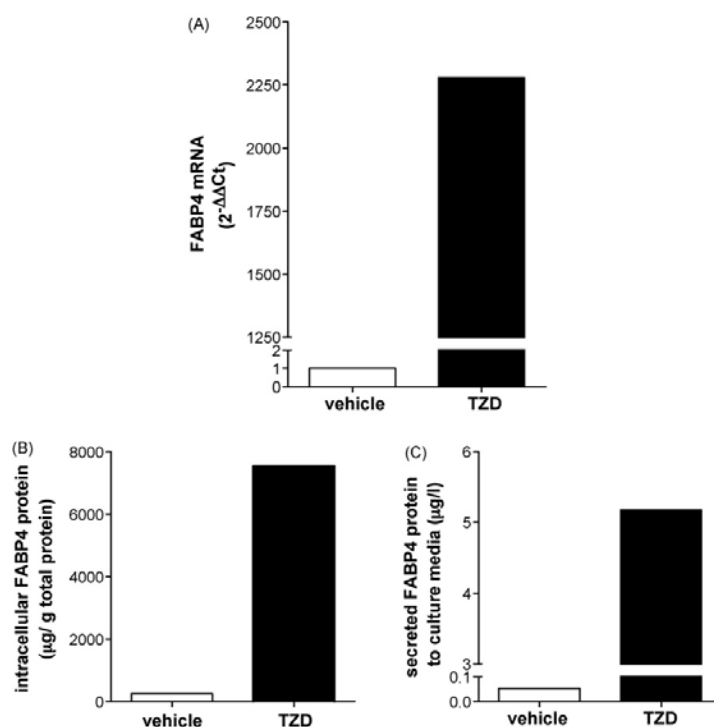 (A)
FABP4 mRNA
(2-ΔΔCt)
2500
2250
2000
1750
1500
1250
2
1
0
vehicle TZD
(B)
intracellular FABP4 protein
(µg/ g total protein)
8000
6000
4000
2000
0
vehicle TZD
(C)
secreted FABP4 protein
to culture media (µg/l)
6
5
4
3
0.1
0.0
vehicle TZD